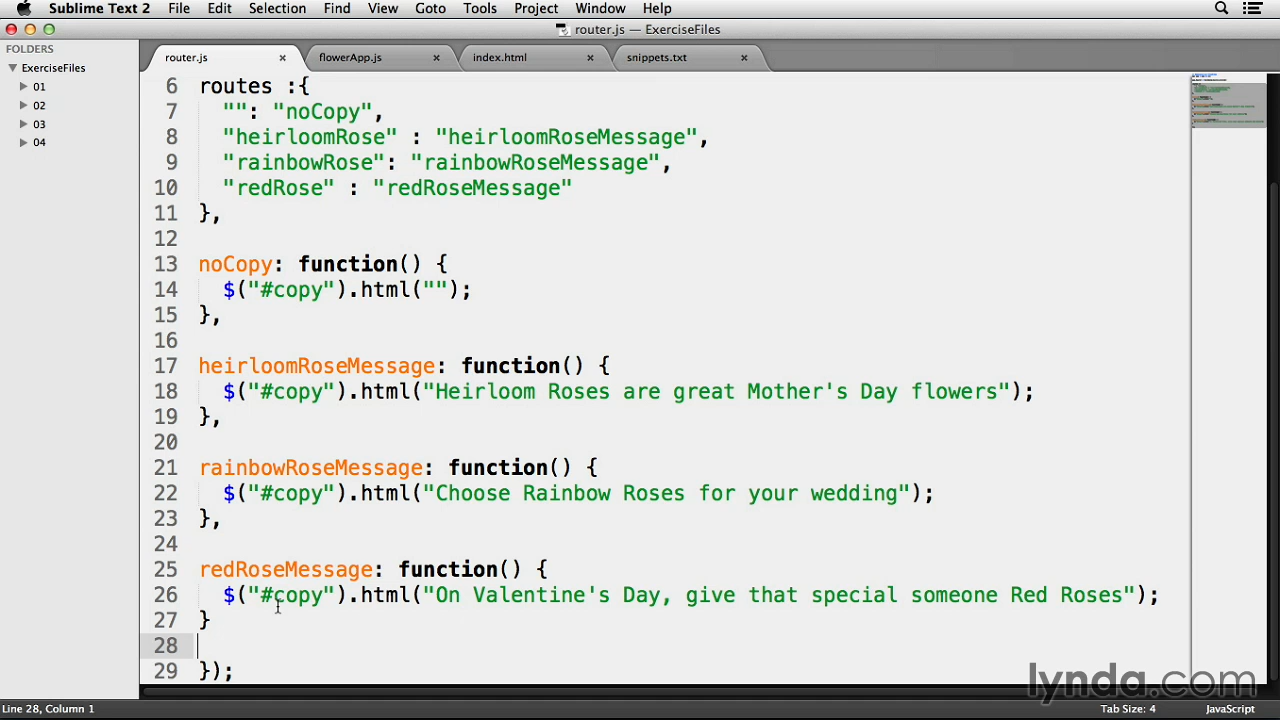 Sublime Text 2 File Edit Selection Find View Goto Tools Project Window Help
router.js — ExerciseFiles
FOLDERS
ExerciseFiles
01
02
03
04
router.js flowerApp.js index.html snippets.txt
6 routes :{
7 "": "noCopy",
8 "heirloomRose" : "heirloomRoseMessage",
9 "rainbowRose": "rainbowRoseMessage",
10 "redRose" : "redRoseMessage"
11 },
12
13 noCopy: function() {
14 $("#copy").html("");
15 },
16
17 heirloomRoseMessage: function() {
18 $("#copy").html("Heirloom Roses are great Mother's Day flowers");
19 },
20
21 rainbowRoseMessage: function() {
22 $("#copy").html("Choose Rainbow Roses for your wedding");
23 },
24
25 redRoseMessage: function() {
26 $("#copy").html("On Valentine's Day, give that special someone Red Roses");
27 }
28
29 });
lynda.com
Line 28, Column 1 Tab Size: 4 JavaScript